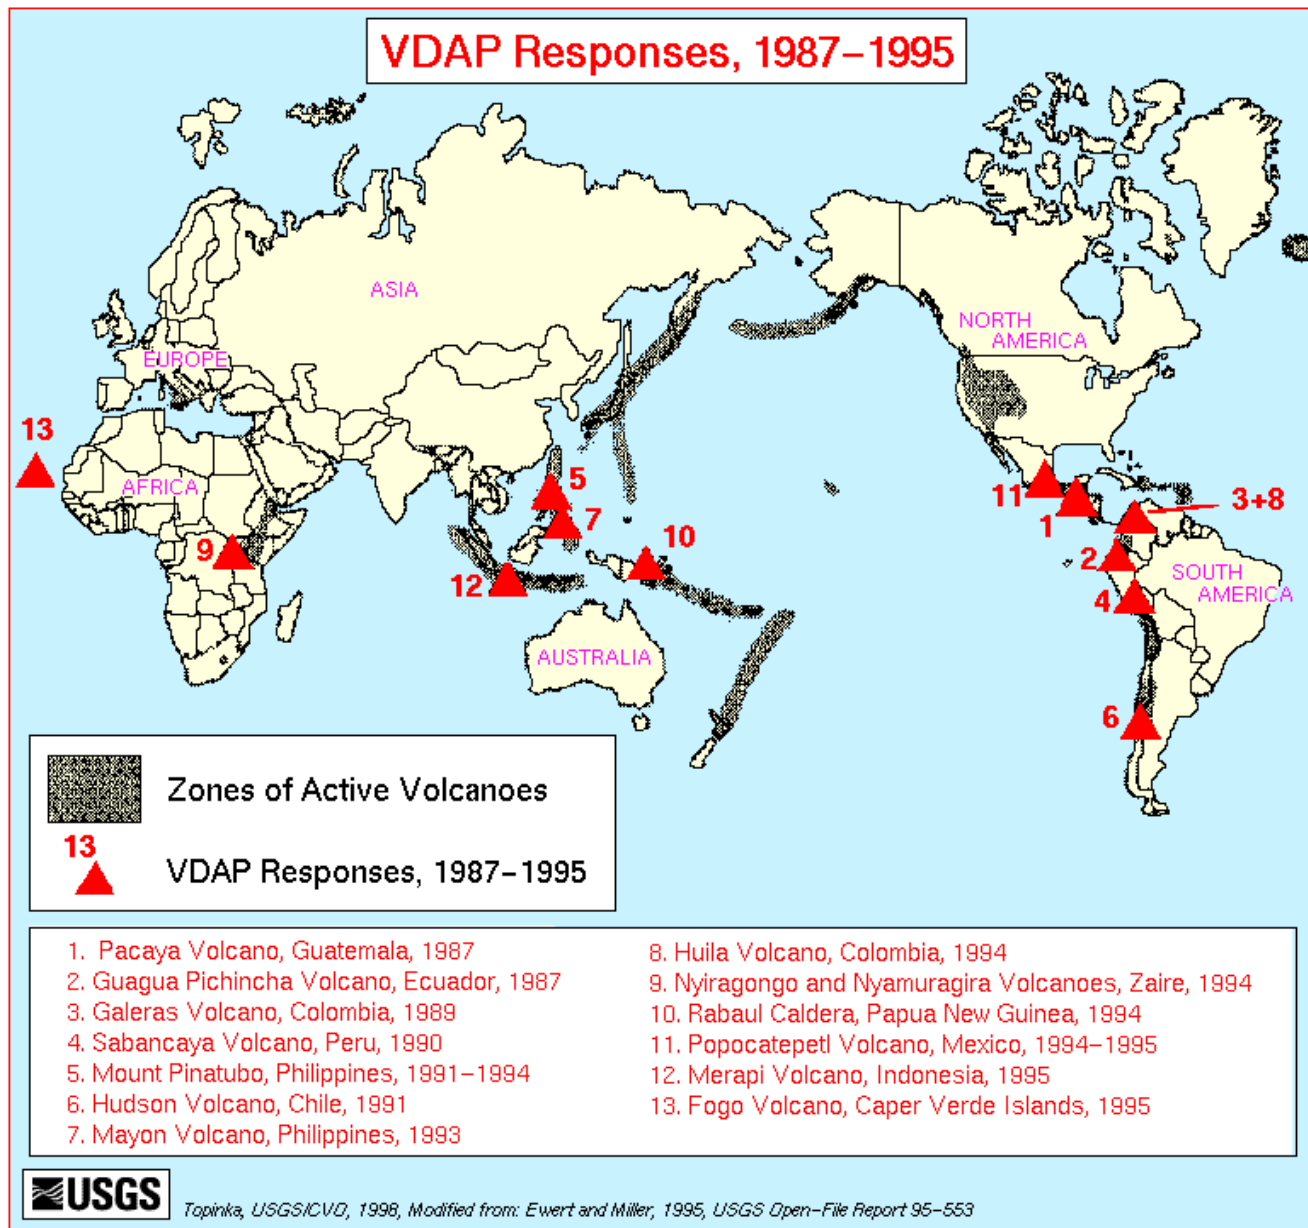 VDAP Responses, 1987-1995
ASIA
NORTH
AMERICA
EUROPE
13
AFRICA
5
11
3+8
1
7
10
9
2
12
SOUTH
AMERICA
4
AUSTRALIA
6
Zones of Active Volcanoes
13
VDAP Responses, 1987-1995
1. Pacaya Volcano, Guatemala, 1987
2. Guagua Pichincha Volcano, Ecuador, 1987
3. Galeras Volcano, Colombia, 1989
4. Sabancaya Volcano, Peru, 1990
5. Mount Pinatubo, Philippines, 1991-1994
6. Hudson Volcano, Chile, 1991
7. Mayon Volcano, Philippines, 1993
8. Huila Volcano, Colombia, 1994
9. Nyiragongo and Nyamuragira Volcanoes, Zaire, 1994
10. Rabaul Caldera, Papua New Guinea, 1994
11. Popocatepetl Volcano, Mexico, 1994-1995
12. Merapi Volcano, Indonesia, 1995
13. Fogo Volcano, Caper Verde Islands, 1995
USGS
Topinka, USGS/CVO, 1998, Modified from: Ewert and Miller, 1995, USGS Open-File Report 95-553